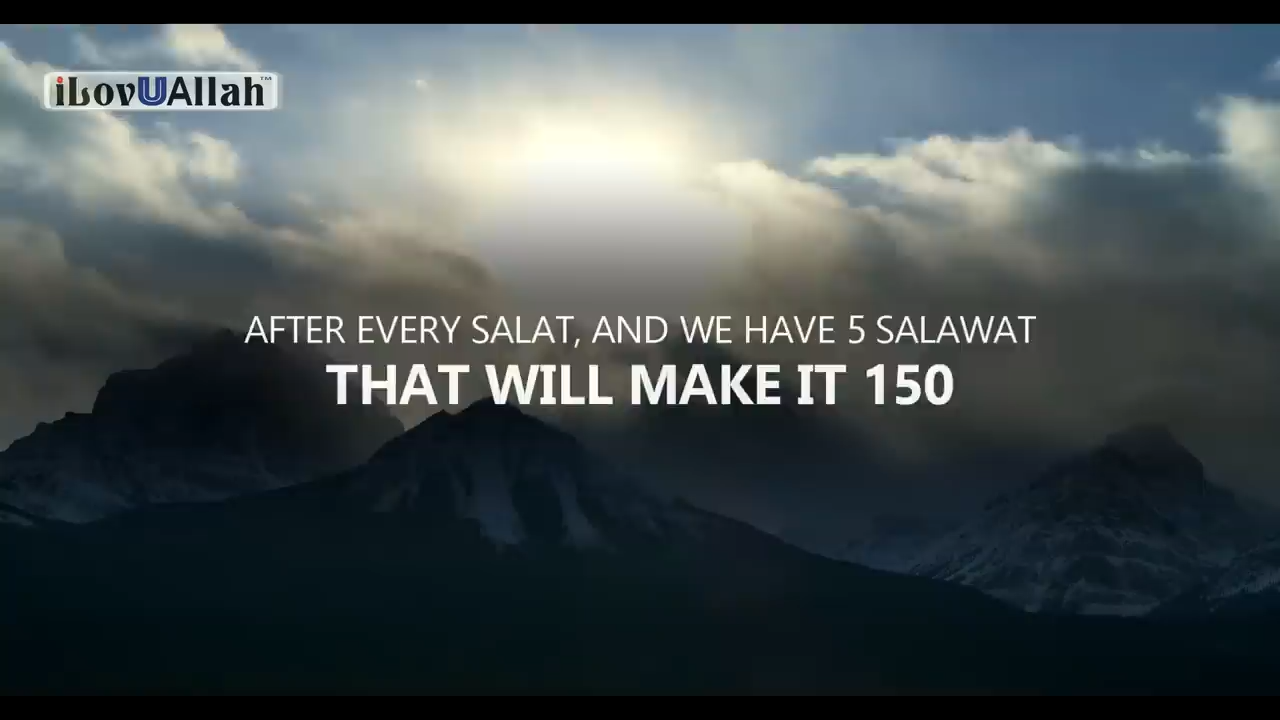 iLovUAllah™
AFTER EVERY SALAT, AND WE HAVE 5 SALAWAT
THAT WILL MAKE IT 150